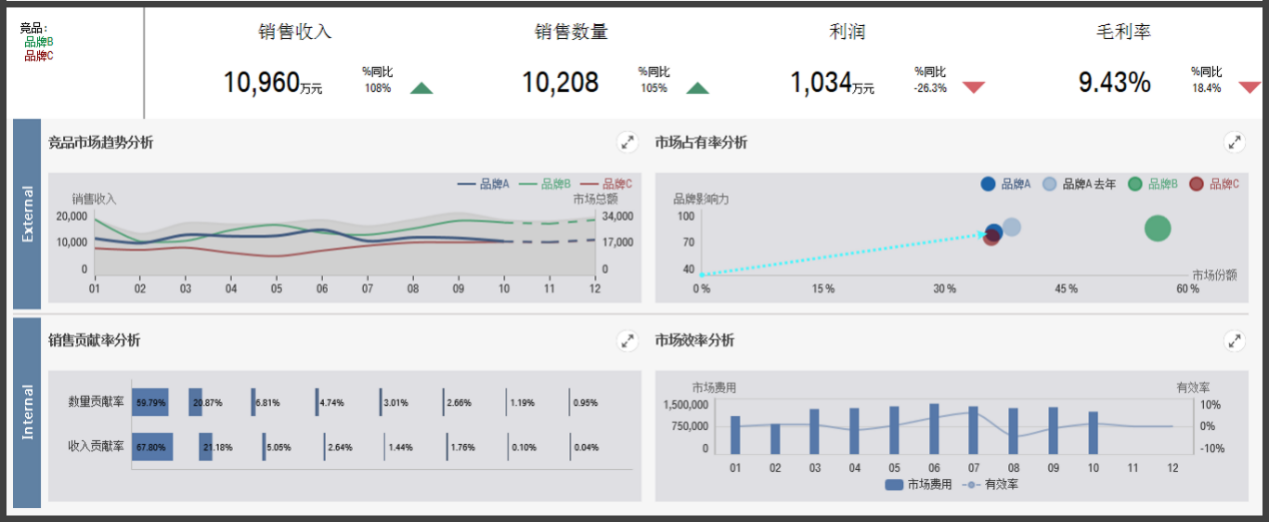 竞品:
品牌B
品牌C
销售收入
10,960万元
%同比
108%
销售数量
10,208
%同比
105%
利润
1,034万元
%同比
-26.3%
毛利率
9.43%
%同比
18.4%
External
竞品市场趋势分析
品牌A 品牌B 品牌C
销售收入 市场总额
20,000 34,000
10,000 17,000
0 0
01 02 03 04 05 06 07 08 09 10 11 12
市场占有率分析
品牌A 品牌A去年 品牌B 品牌C
品牌影响力
100
70
40
市场份额
0 % 15 % 30 % 45 % 60 %
Internal
销售贡献率分析
数量贡献率 59.79% 20.87% 6.81% 4.74% 3.01% 2.66% 1.19% 0.95%
收入贡献率 67.80% 21.18% 5.05% 2.64% 1.44% 1.76% 0.10% 0.04%
市场效率分析
市场费用 有效率
1,500,000 10%
750,000 0%
0 -10%
01 02 03 04 05 06 07 08 09 10 11 12
市场费用 有效率